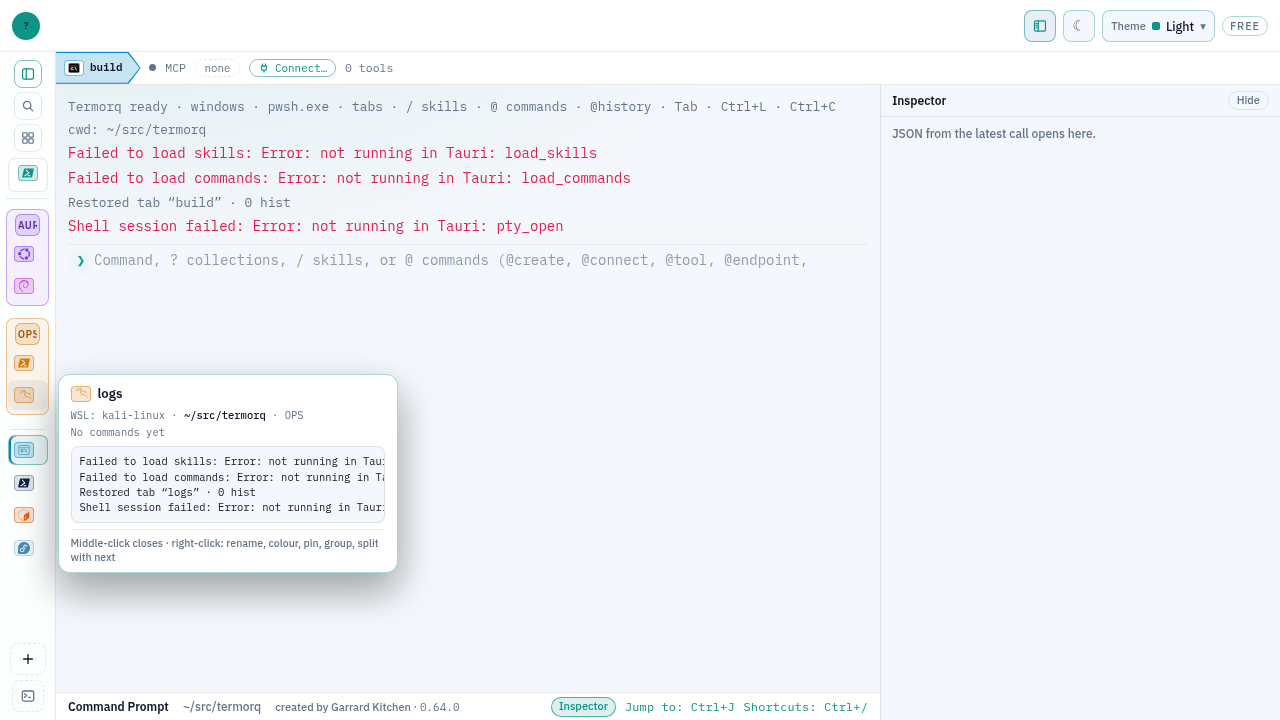 ?
Theme Light ▾
FREE
build
MCP
none
Connect…
0 tools
Termorq ready · windows · pwsh.exe · tabs · / skills · @ commands · @history · Tab · Ctrl+L · Ctrl+C
cwd: ~/src/termorq
Failed to load skills: Error: not running in Tauri: load_skills
Failed to load commands: Error: not running in Tauri: load_commands
Restored tab “build” · 0 hist
Shell session failed: Error: not running in Tauri: pty_open
❯ Command, ? collections, / skills, or @ commands (@create, @connect, @tool, @endpoint,
Inspector
Hide
JSON from the latest call opens here.
AUR
OPS
logs
WSL: kali-linux · ~/src/termorq · OPS
No commands yet
Failed to load skills: Error: not running in Tau
Failed to load commands: Error: not running in Ta
Restored tab “logs” · 0 hist
Shell session failed: Error: not running in Taur
Middle-click closes · right-click: rename, colour, pin, group, split
with next
Command Prompt
~/src/termorq
created by Garrard Kitchen · 0.64.0
Inspector
Jump to: Ctrl+J
Shortcuts: Ctrl+/